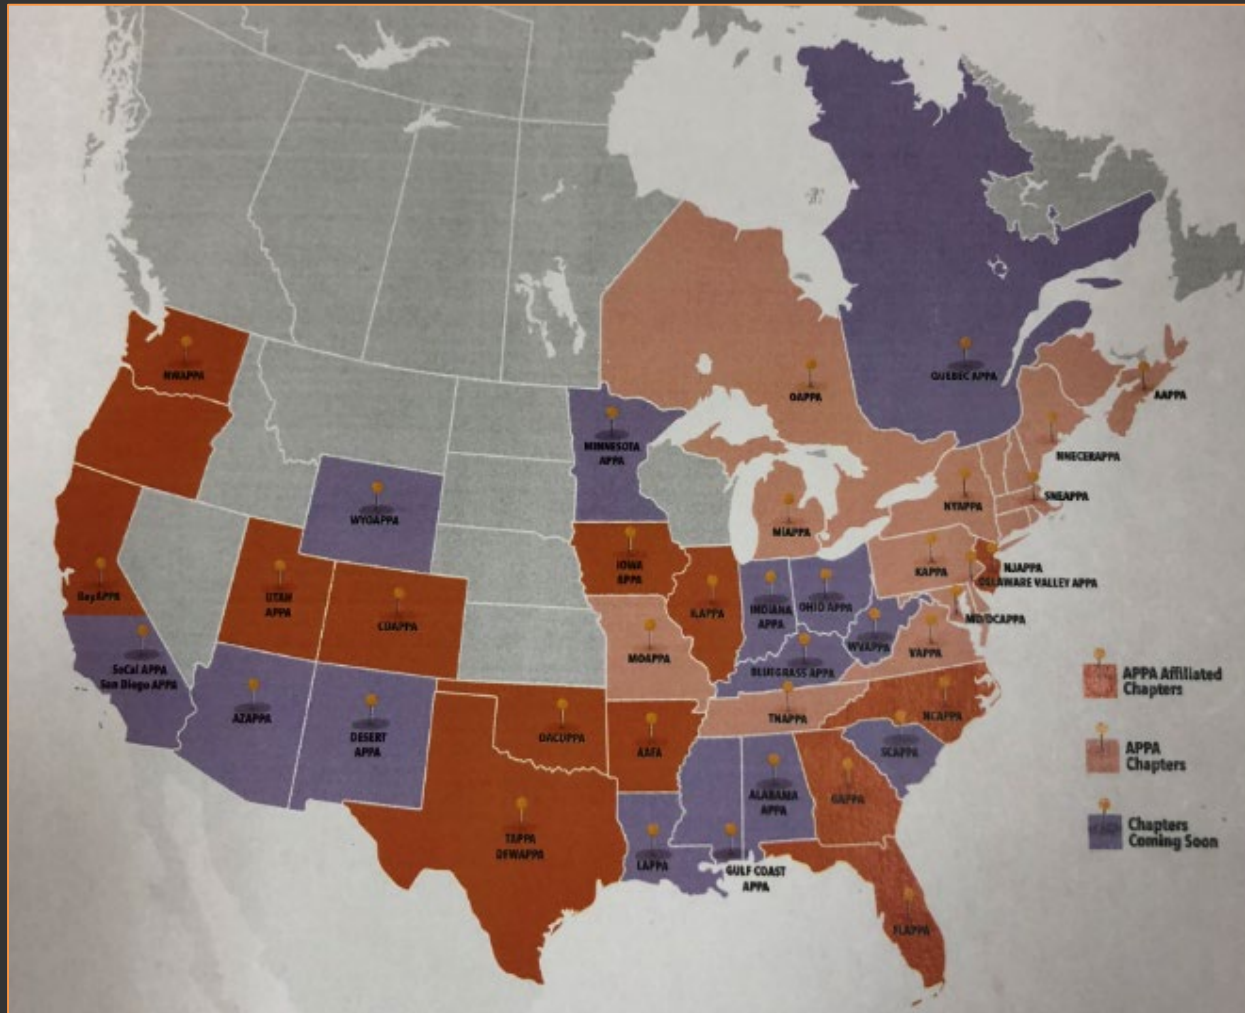 NWAPPA
OAPPA
QUEBEC APPA
AAPPA
MINNESOTA
APPA
NNECERAPPA
WYOAPPA
NYAPPA
SNEAPPA
MIAPPA
BayAPPA
UTAH
APPA
COAPPA
IOWA
APPA
ILAPPA
INDIANA
APPA
OHIO APPA
KAPPA
NJAPPA
DELAWARE VALLEY APPA
MD/DCAPPA
SoCal APPA
San Diego APPA
MOAPPA
WVAPPA
VAPPA
BLUEGRASS APPA
AZAPPA
DESERT
APPA
OACUPPA
AAFA
TNAPPA
NCAPPA
SCAPPA
TAPPA
DFWAPPA
LAPPA
ALABAMA
APPA
GAPPA
GULF COAST
APPA
FLAPPA
APPA Affiliated
Chapters
APPA
Chapters
Chapters
Coming Soon